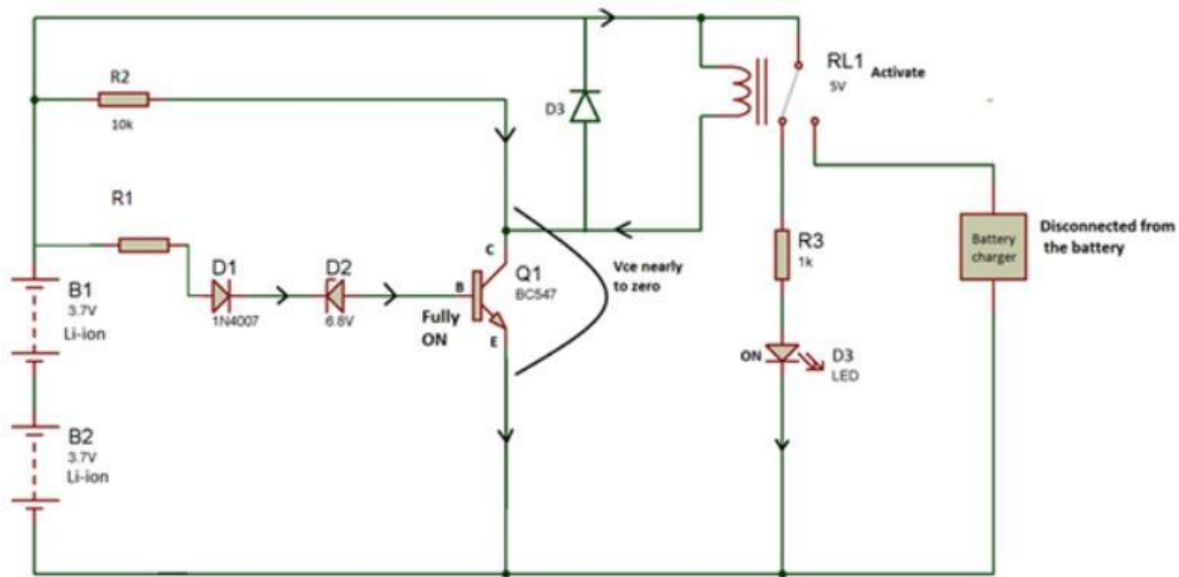 R2
10k
R1
D1
1N4007
D2
6.8V
B1
3.7V
Li-ion
B2
3.7V
Li-ion
B
Fully
ON
C
E
Q1
BC547
Vce nearly
to zero
D3
RL1
5V
Activate
R3
1k
ON
D3
LED
Battery
charger
Disconnected from
the battery